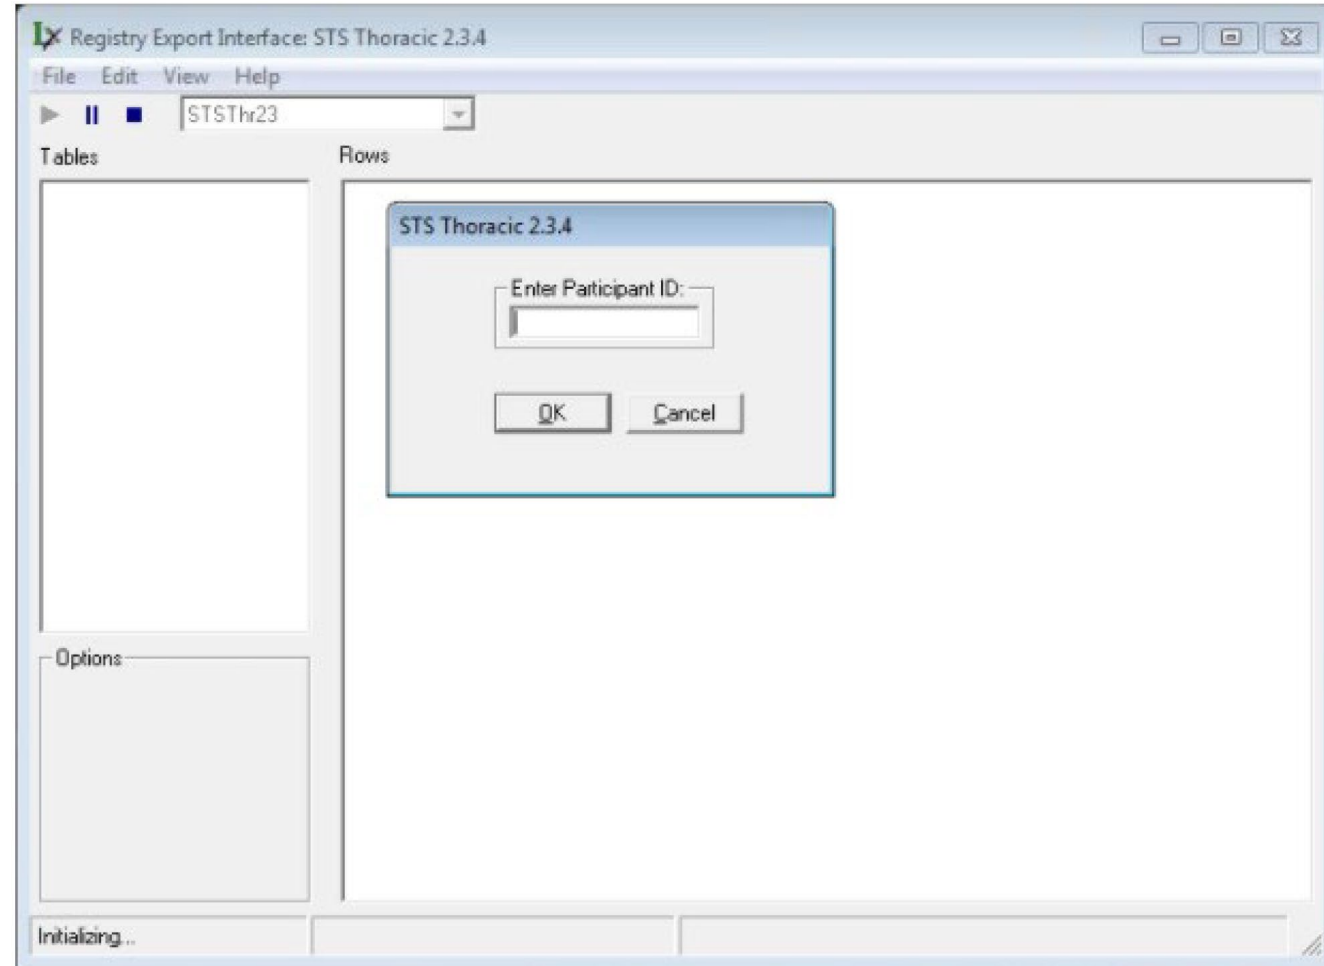 Lx Registry Export Interface: STS Thoracic 2.3.4
File Edit View Help
STSThr23
Tables Rows
STS Thoracic 2.3.4
Enter Participant ID:
OK Cancel
Options
Initializing...